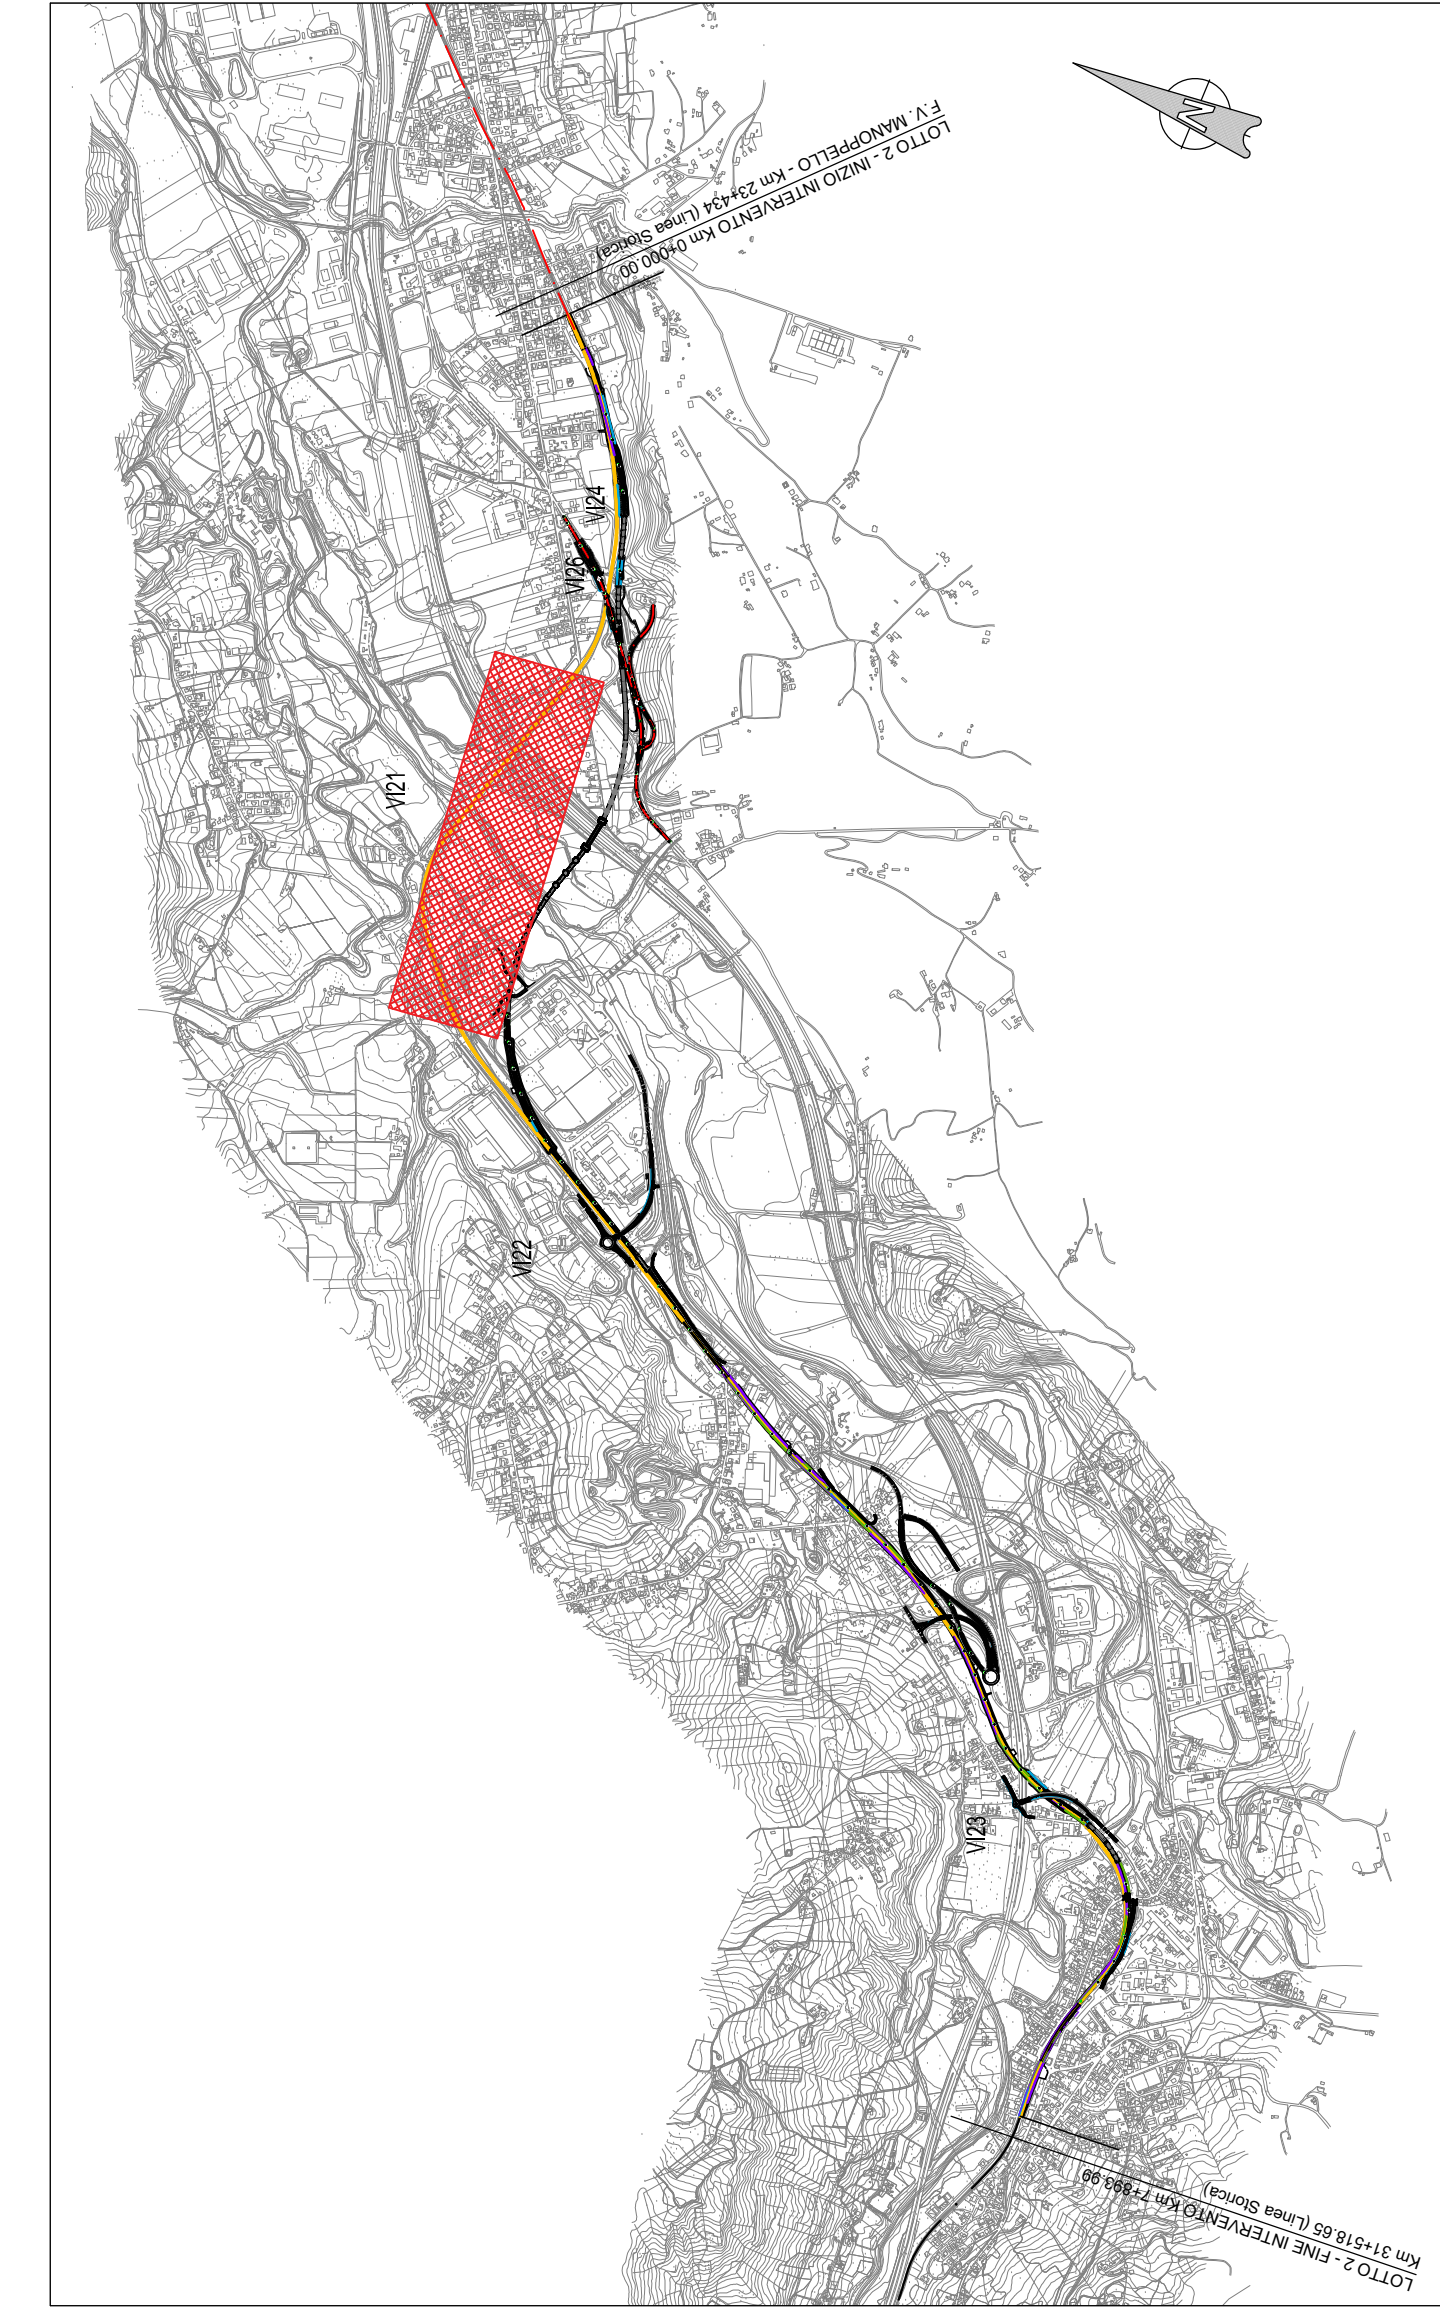 N
LOTTO 2 - INIZIO INTERVENTO Km 0+000.00
F.V. MANOPPELLO - Km 23+434 (Linea Storica)
VI24
VI26
VI21
VI22
VI23
LOTTO 2 - FINE INTERVENTO Km 7+893.99
Km 31+518.65 (Linea Storica)